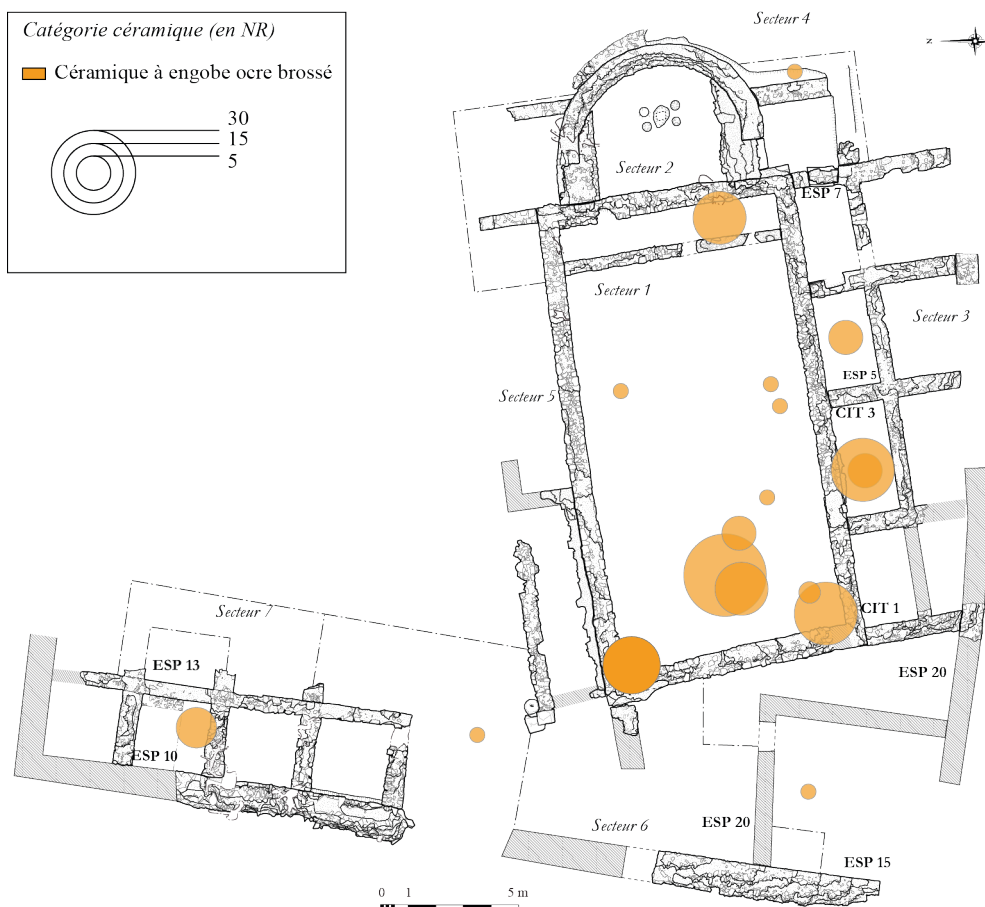 Catégorie céramique (en NR)
Céramique à engobe ocre brossé
30
15
5
Secteur 4
N
Secteur 2
ESP 7
Secteur 1
Secteur 3
ESP 5
Secteur 5
CIT 3
Secteur 7
CIT 1
ESP 13
ESP 20
ESP 10
ESP 20
Secteur 6
ESP 15
0 1 5 m